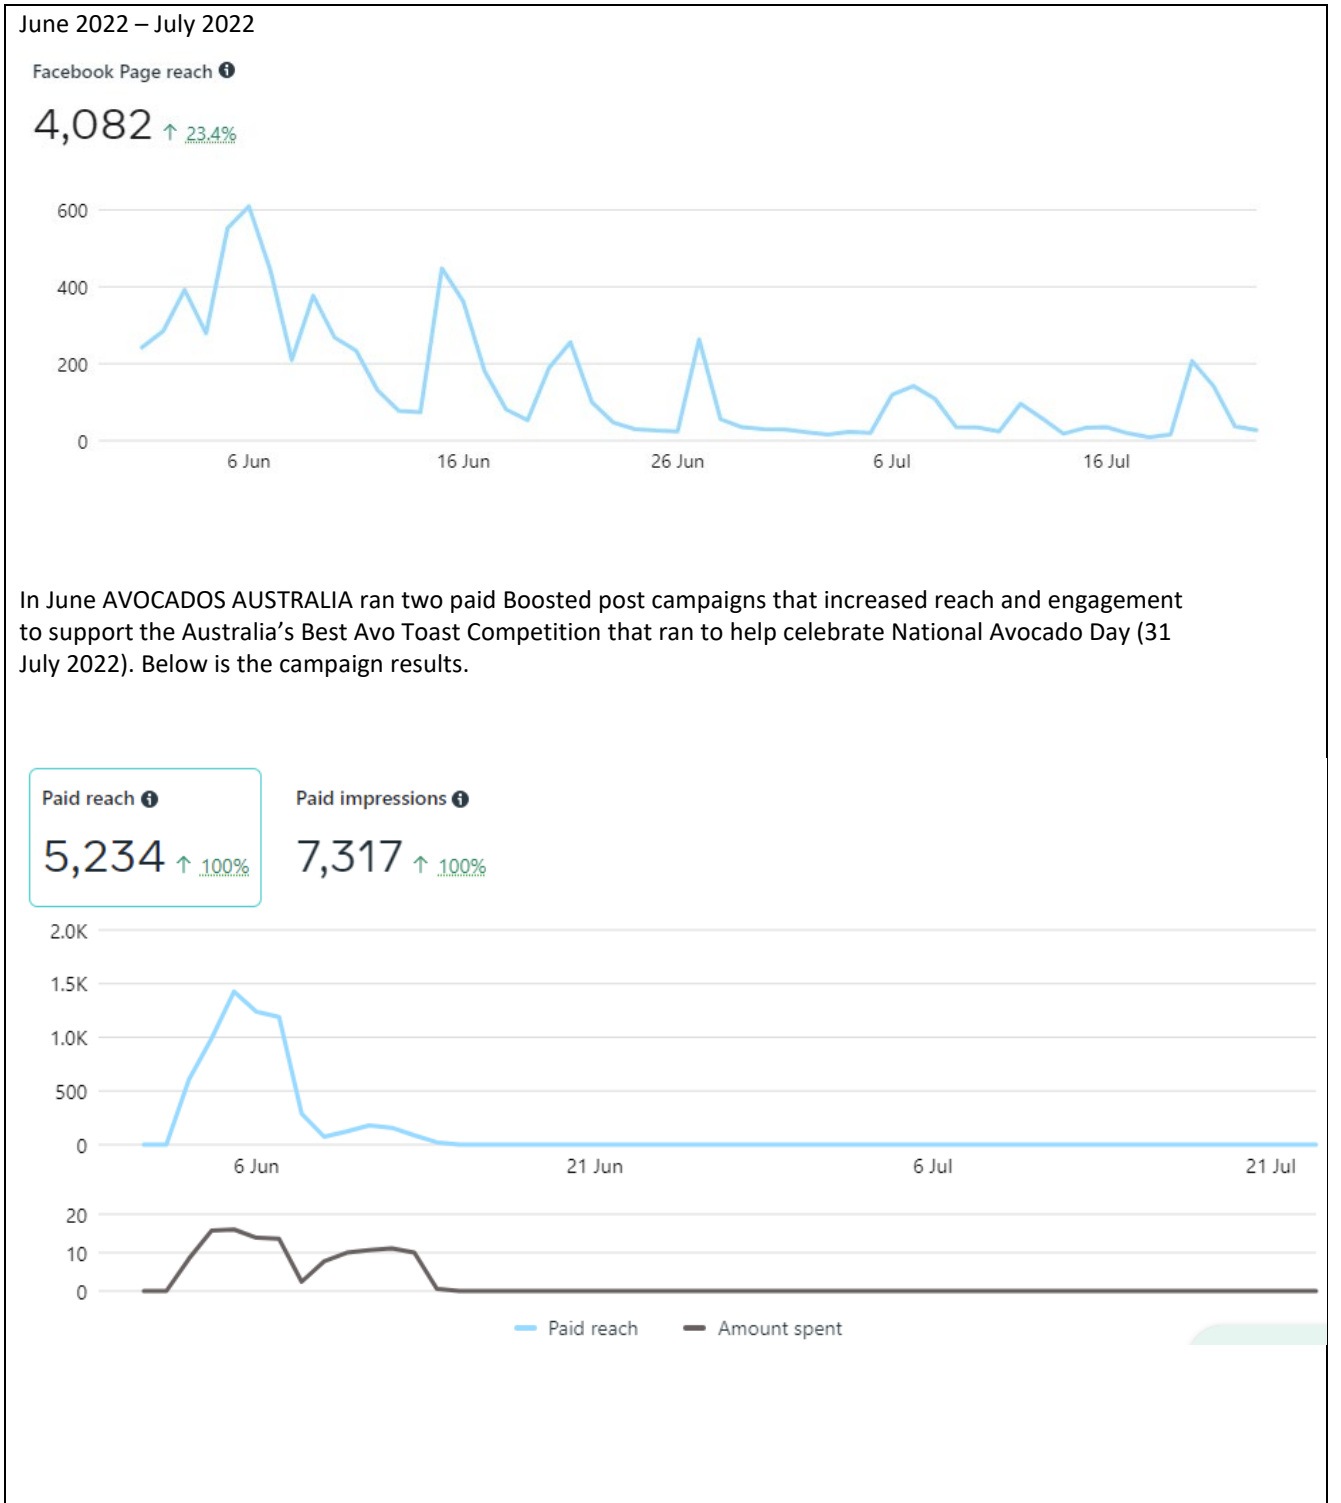 June 2022 – July 2022
Facebook Page reach
4,082 ↑ 23.4%
600
400
200
0
6 Jun 16 Jun 26 Jun 6 Jul 16 Jul
In June AVOCADOS AUSTRALIA ran two paid Boosted post campaigns that increased reach and engagement
to support the Australia’s Best Avo Toast Competition that ran to help celebrate National Avocado Day (31
July 2022). Below is the campaign results.
Paid reach Paid impressions
5,234 ↑ 100% 7,317 ↑ 100%
2.0K
1.5K
1.0K
500
0
6 Jun 21 Jun 6 Jul 21 Jul
20
10
0
Paid reach Amount spent